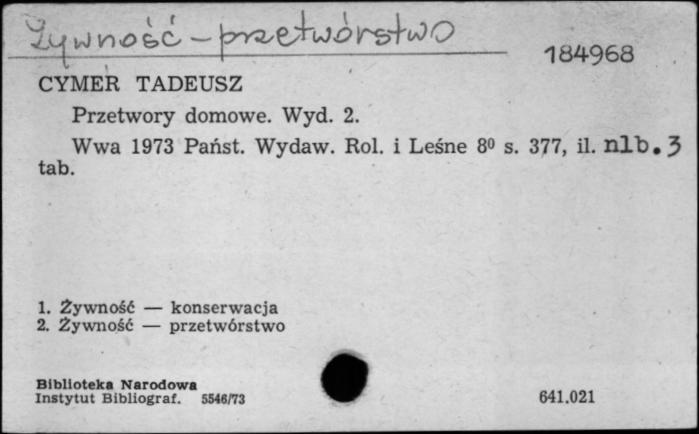 Żywność – przetwórstwo
184968
CYMER TADEUSZ
Przetwory domowe. Wyd. 2.
Wwa 1973 Państ. Wydaw. Rol. i Leśne 8⁰ s. 377, il. nlb. 3
tab.
1. Żywność — konserwacja
2. Żywność — przetwórstwo
Biblioteka Narodowa
Instytut Bibliograf. 5546/73
641.021